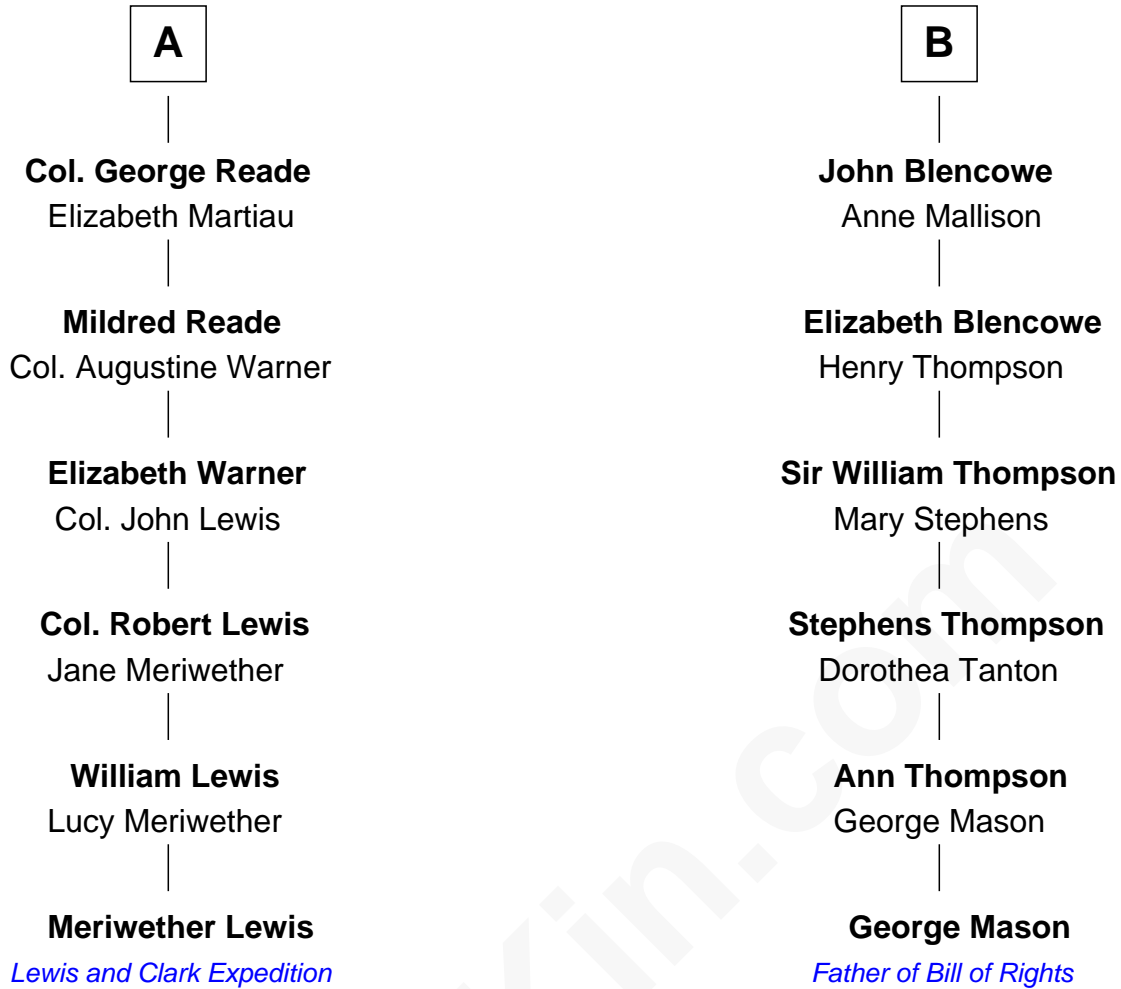 A
Col. George Reade
Elizabeth Martiau
Mildred Reade
Col. Augustine Warner
Elizabeth Warner
Col. John Lewis
Col. Robert Lewis
Jane Meriwether
William Lewis
Lucy Meriwether
Meriwether Lewis
Lewis and Clark Expedition
B
John Blencowe
Anne Mallison
Elizabeth Blencowe
Henry Thompson
Sir William Thompson
Mary Stephens
Stephens Thompson
Dorothea Tanton
Ann Thompson
George Mason
George Mason
Father of Bill of Rights